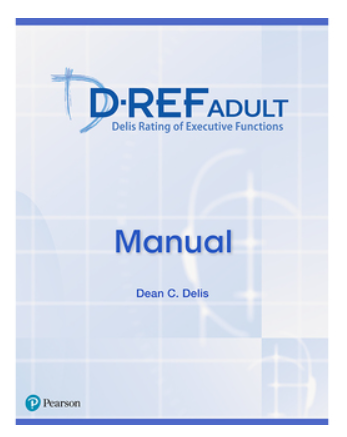 D·REF ADULT
Delis Rating of Executive Functions
Manual
Dean C. Delis
Pearson